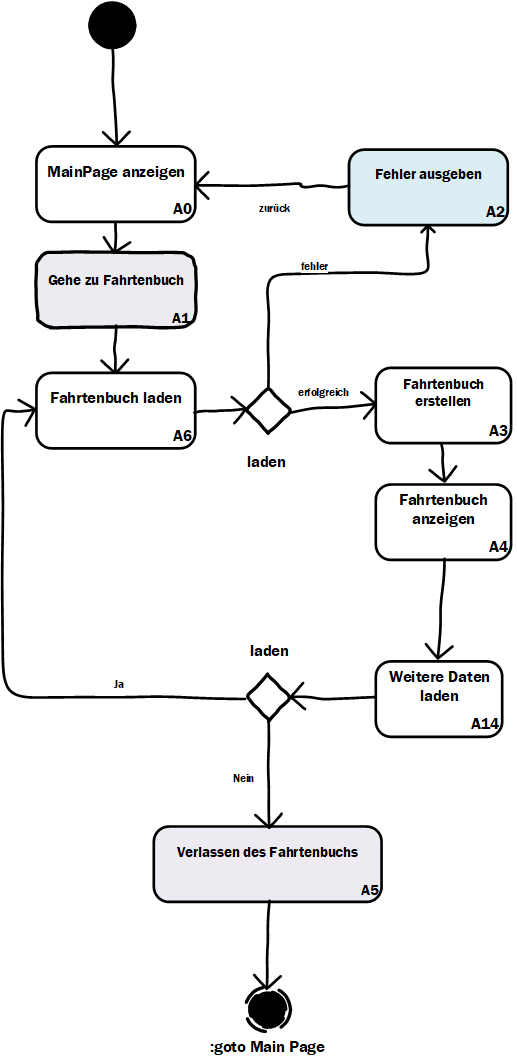 MainPage anzeigen
A0
Fehler ausgeben
A2
zurück
Gehe zu Fahrtenbuch
A1
fehler
Fahrtenbuch laden
A6
erfolgreich
laden
Fahrtenbuch
erstellen
A3
Fahrtenbuch
anzeigen
A4
laden
Weitere Daten
laden
A14
Ja
Nein
Verlassen des Fahrtenbuchs
A5
:goto Main Page